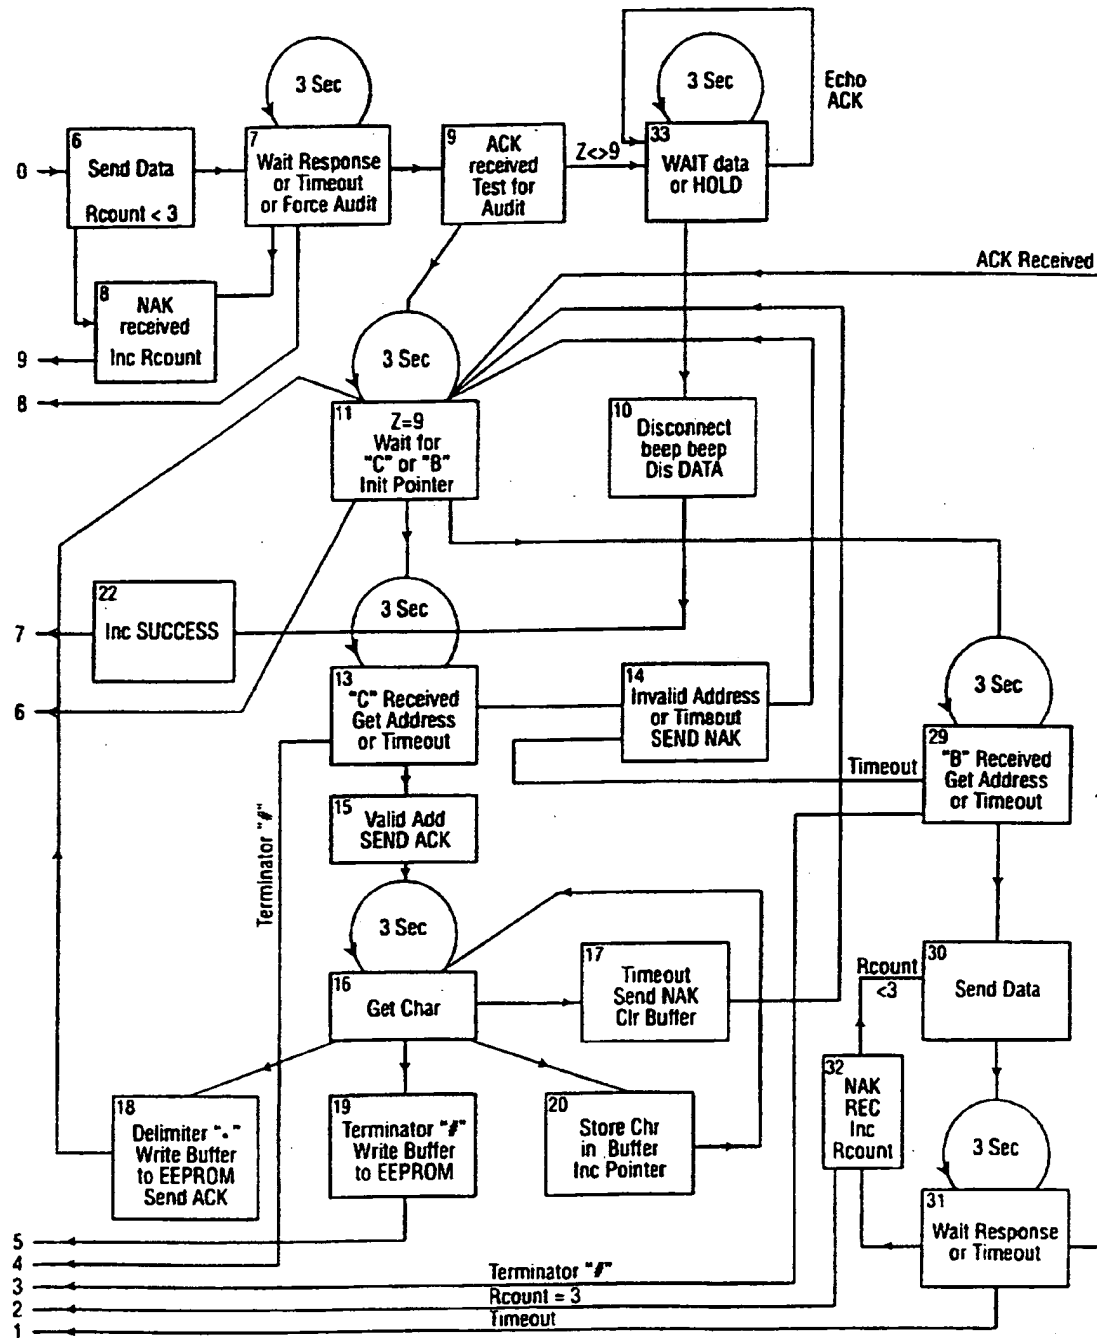 3 Sec
3 Sec
Echo
ACK
6
Send Data
Rcount < 3
7
Wait Response
or Timeout
or Force Audit
9
ACK
received
Test for
Audit
Z<>9
33
WAIT data
or HOLD
0
ACK Received
8
NAK
received
Inc Rcount
9
8
3 Sec
11
Z=9
Wait for
"C" or "B"
Init Pointer
10
Disconnect
beep beep
Dis DATA
22
Inc SUCCESS
7
6
3 Sec
13
"C" Received
Get Address
or Timeout
14
Invalid Address
or Timeout
SEND NAK
3 Sec
29
"B" Received
Get Address
or Timeout
Timeout
15
Valid Add
SEND ACK
Terminator "#"
3 Sec
16
Get Char
17
Timeout
Send NAK
Clr Buffer
Rcount
<3
30
Send Data
18
Delimiter "*"
Write Buffer
to EEPROM
Send ACK
19
Terminator "#"
Write Buffer
to EEPROM
20
Store Chr
in Buffer
Inc Pointer
32
NAK
REC
Inc
Rcount
3 Sec
31
Wait Response
or Timeout
5
4
3
Terminator "#"
2
Rcount = 3
1
Timeout